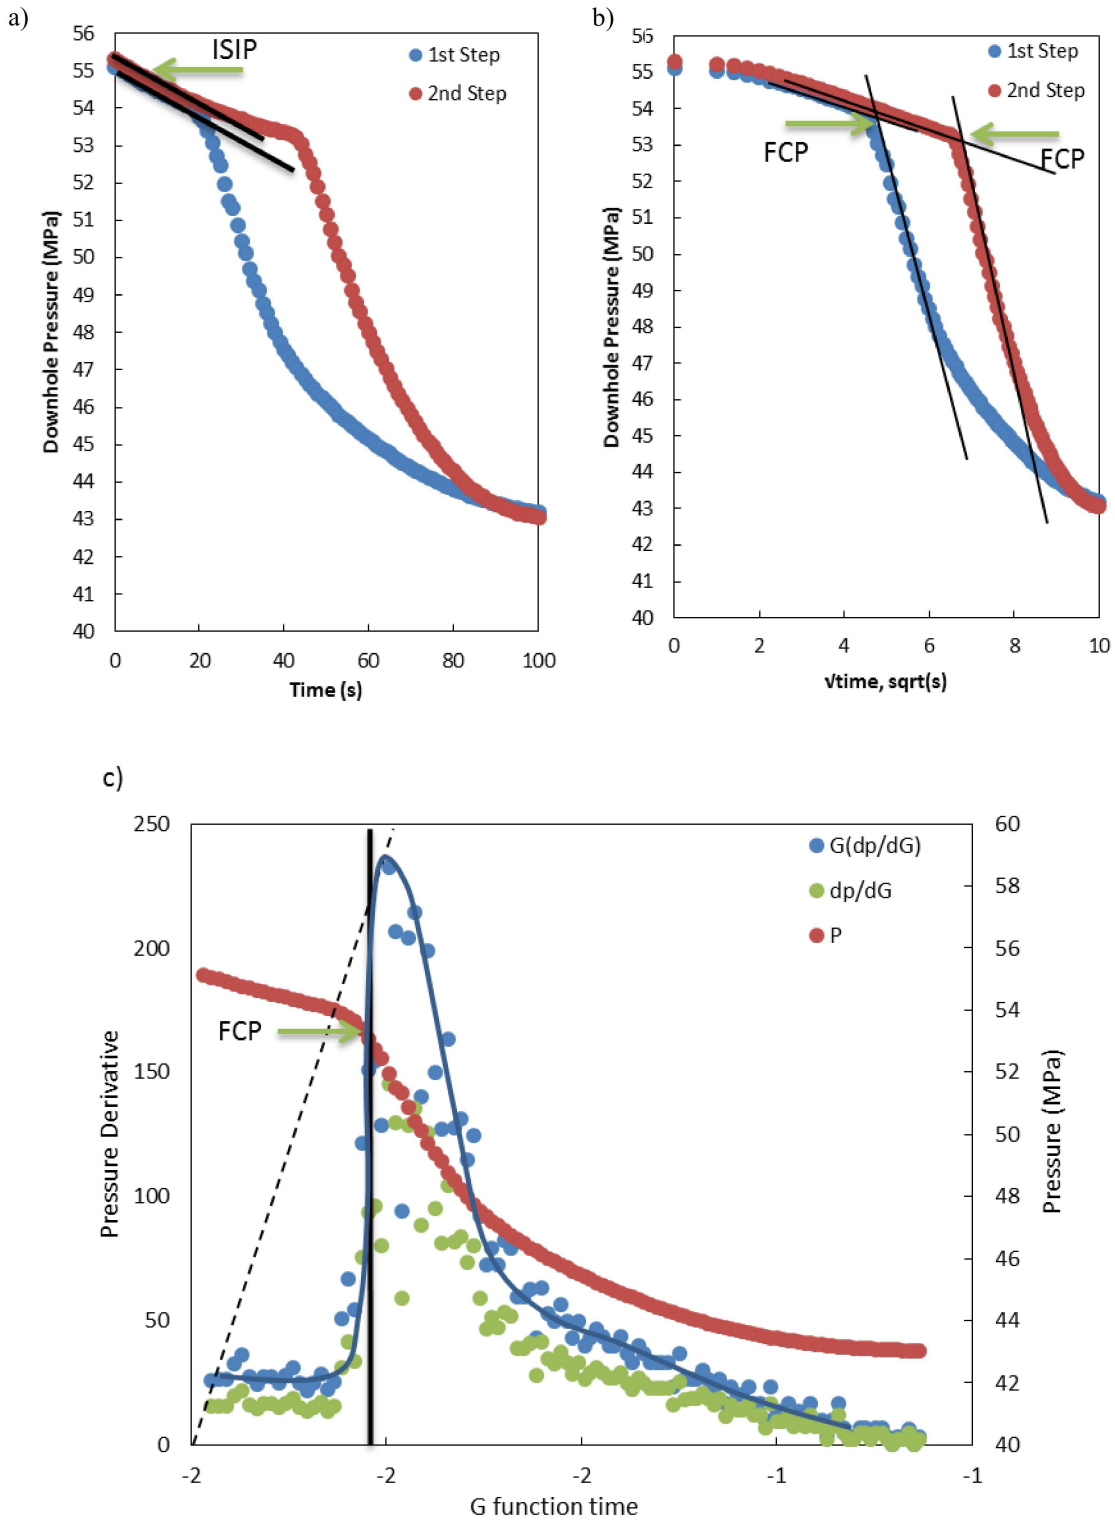 a)
ISIP
1st Step
2nd Step
56
55
54
53
52
51
50
49
48
47
46
45
44
43
42
41
40
0 20 40 60 80 100
Downhole Pressure (MPa)
Time (s)
b)
1st Step
2nd Step
FCP
FCP
56
55
54
53
52
51
50
49
48
47
46
45
44
43
42
41
40
0 2 4 6 8 10
Downhole Pressure (MPa)
√time, sqrt(s)
c)
G(dp/dG)
dp/dG
P
FCP
250
200
150
100
50
0
Pressure Derivative
60
58
56
54
52
50
48
46
44
42
40
Pressure (MPa)
-2 -2 -2 -1 -1
G function time